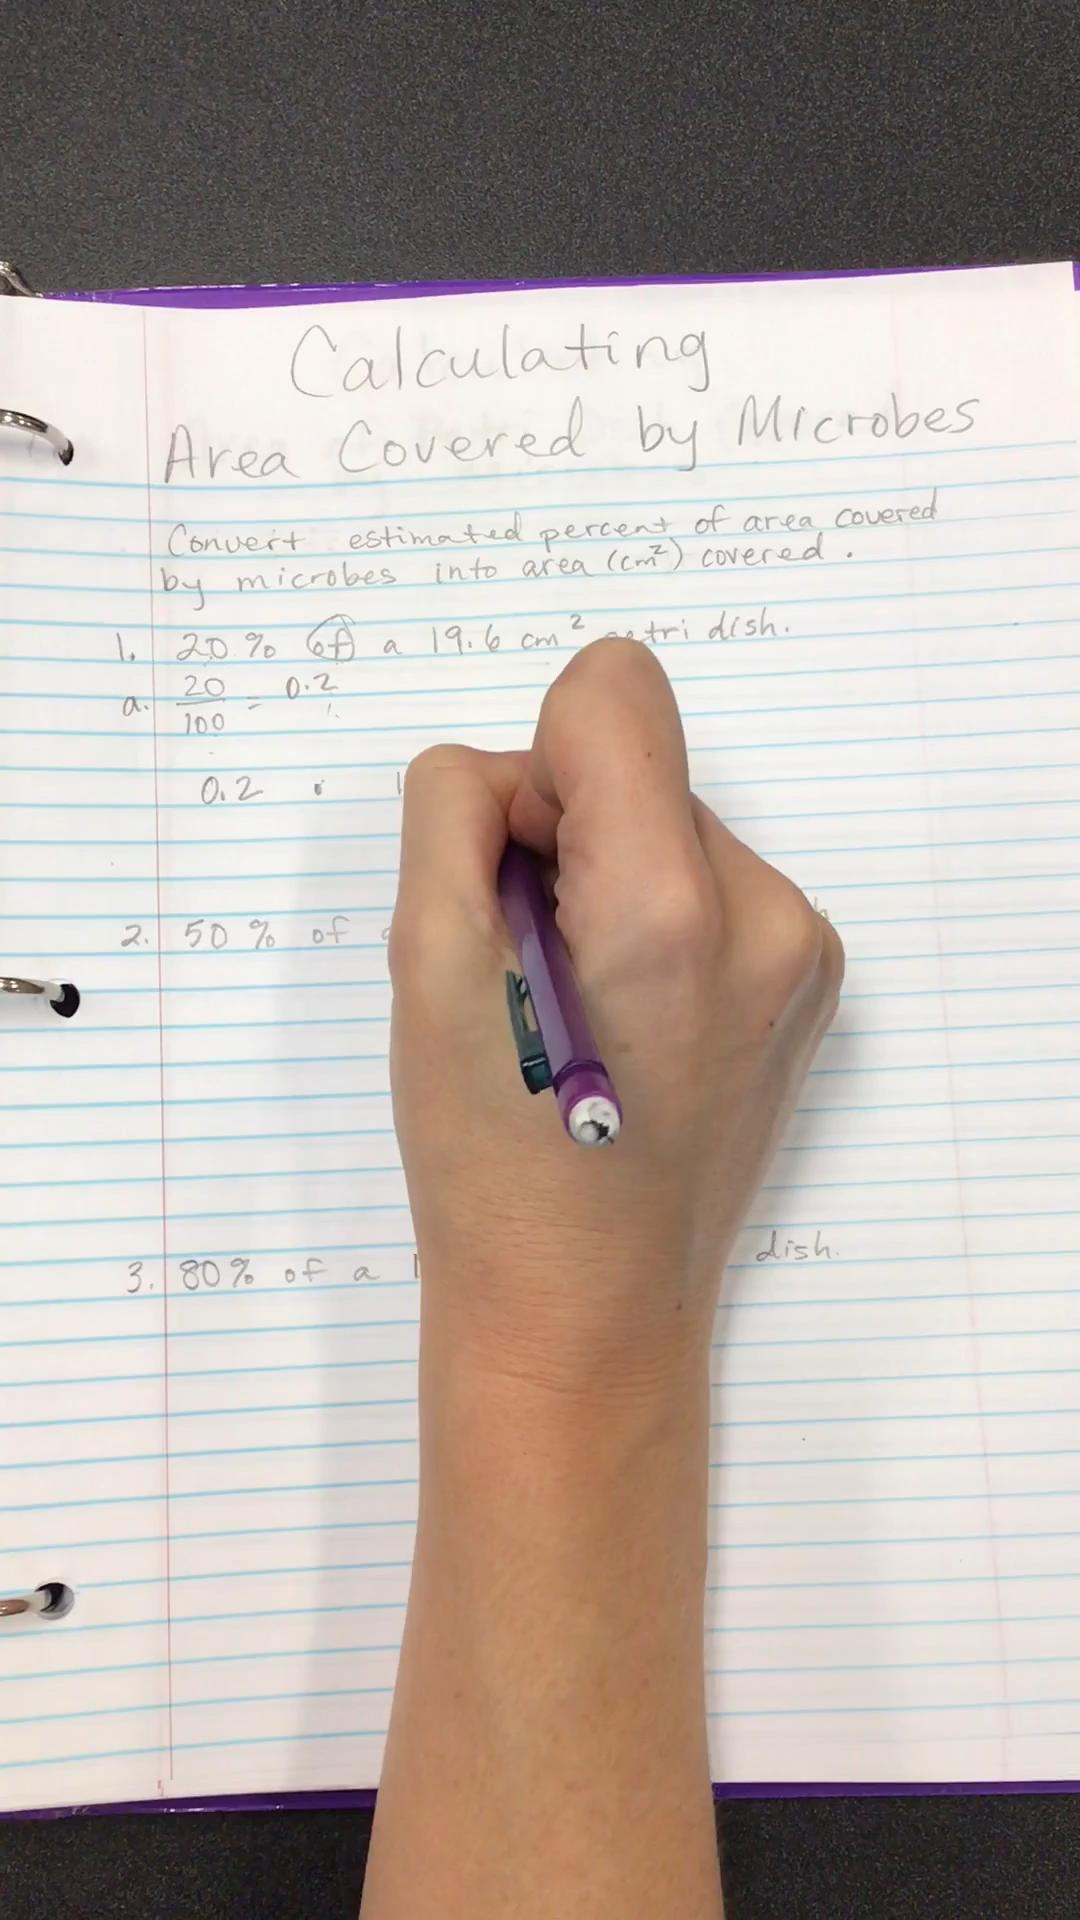 Calculating
Area Covered by Microbes
Convert estimated percent of area covered
by microbes into area (cm²) covered.
1. 20% of a 19.6 cm² petri dish.
a. 20/100 = 0.2
0.2 ·
2. 50% of
3. 80% of a dish.